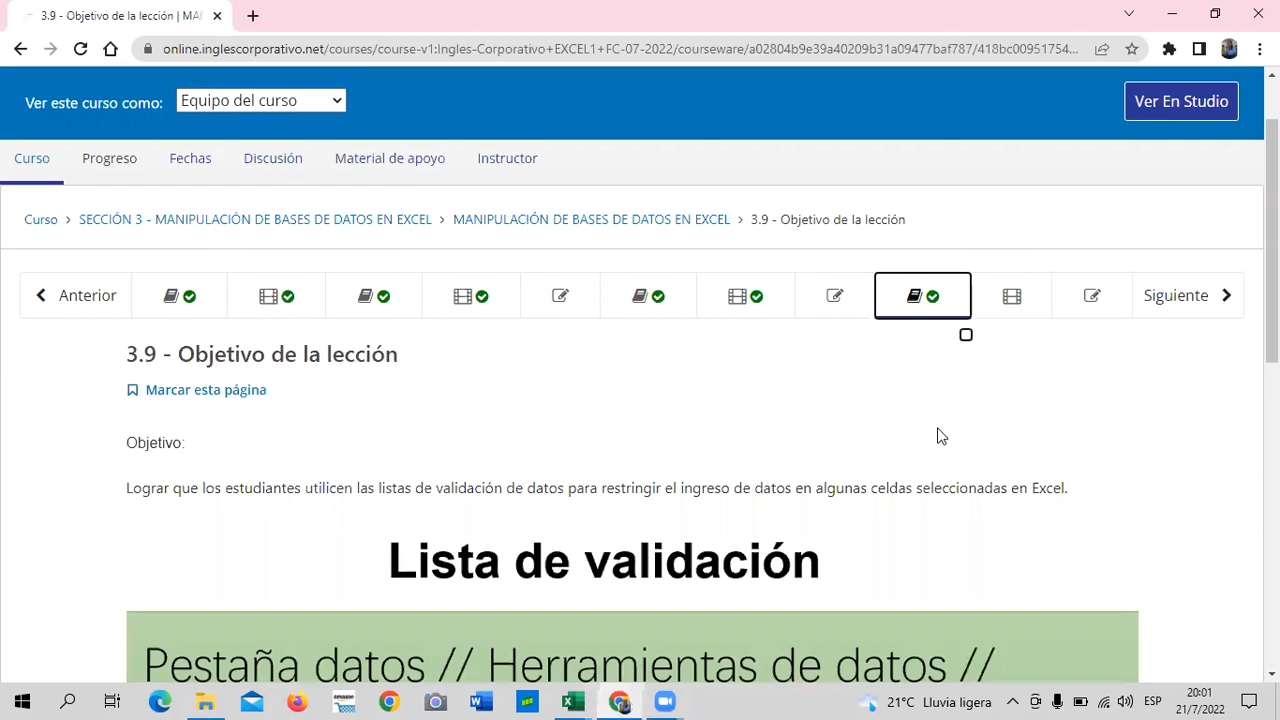 3.9 - Objetivo de la lección | MA
online.inglescorporativo.net/courses/course-v1:Ingles-Corporativo+EXCEL1+FC-07-2022/courseware/a02804b9e39a40209b31a09477baf787/418bc00951754...
Ver este curso como: Equipo del curso Ver En Studio
Curso Progreso Fechas Discusión Material de apoyo Instructor
Curso > SECCIÓN 3 - MANIPULACIÓN DE BASES DE DATOS EN EXCEL > MANIPULACIÓN DE BASES DE DATOS EN EXCEL > 3.9 - Objetivo de la lección
Anterior Siguiente
3.9 - Objetivo de la lección
Marcar esta página
Objetivo:
Lograr que los estudiantes utilicen las listas de validación de datos para restringir el ingreso de datos en algunas celdas seleccionadas en Excel.
Lista de validación
Pestaña datos // Herramientas de datos //
21°C Lluvia ligera ESP 20:01
21/7/2022